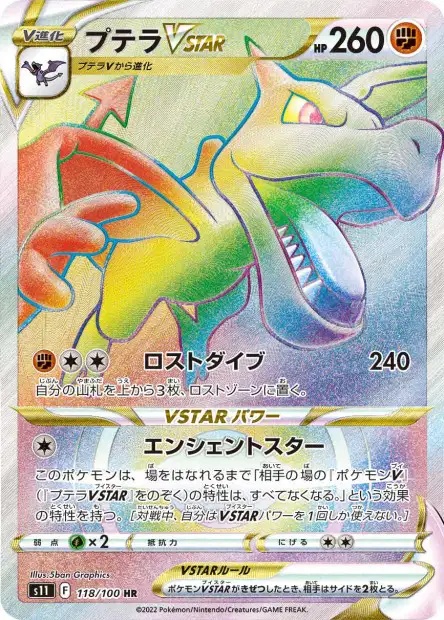 V進化 プテラVSTAR HP260
プテラVから進化
ロストダイブ 240
自分の山札を上から3枚、ロストゾーンに置く。
VSTARパワー
エンシェントスター
このポケモンは、場をはなれるまで「相手の場の「ポケモンV」
(「プテラVSTAR」をのぞく)の特性は、すべてなくなる。」という効果
の特性を持つ。[対戦中、自分はVSTARパワーを1回しか使えない。]
弱点 ×2 抵抗力 にげる
Illus. 5ban Graphics
VSTARルール
s11 F 118/100 HR
ポケモンVSTARがきぜつしたとき、相手はサイドを2枚とる。
©2022 Pokémon/Nintendo/Creatures/GAME FREAK.